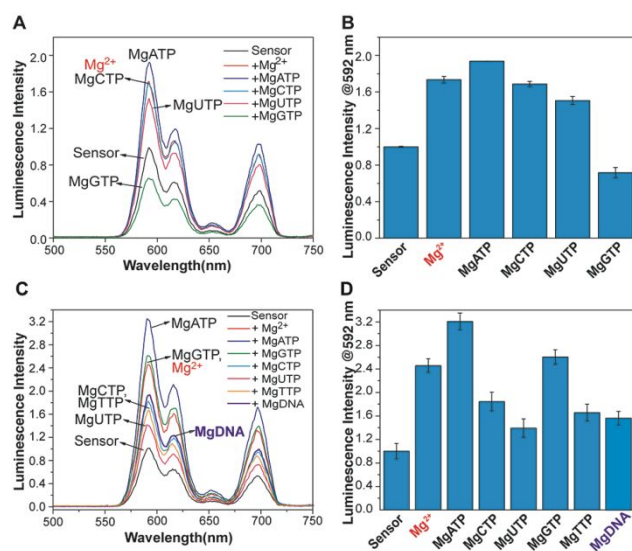 A
Luminescence Intensity
2.0
1.6
1.2
0.8
0.4
0.0
500 550 600 650 700 750
Wavelength(nm)
MgATP
Mg2+
MgCTP
MgUTP
Sensor
MgGTP
Sensor
+Mg2+
+MgATP
+MgCTP
+MgUTP
+MgGTP
B
Luminescence Intensity @592 nm
2.0
1.6
1.2
0.8
0.4
0.0
Sensor Mg2+ MgATP MgCTP MgUTP MgGTP
C
Luminescence Intensity
3.2
2.8
2.4
2.0
1.6
1.2
0.8
0.4
0.0
500 550 600 650 700 750
Wavelength(nm)
MgATP
MgGTP,
Mg2+
MgCTP,
MgTTP
MgDNA
MgUTP
Sensor
Sensor
+ Mg2+
+ MgATP
+ MgGTP
+ MgCTP
+ MgUTP
+ MgTTP
+ MgDNA
D
Luminescence Intensity @592 nm
3.2
2.8
2.4
2.0
1.6
1.2
0.8
0.4
0.0
Sensor Mg2+ MgATP MgCTP MgUTP MgGTP MgTTP MgDNA